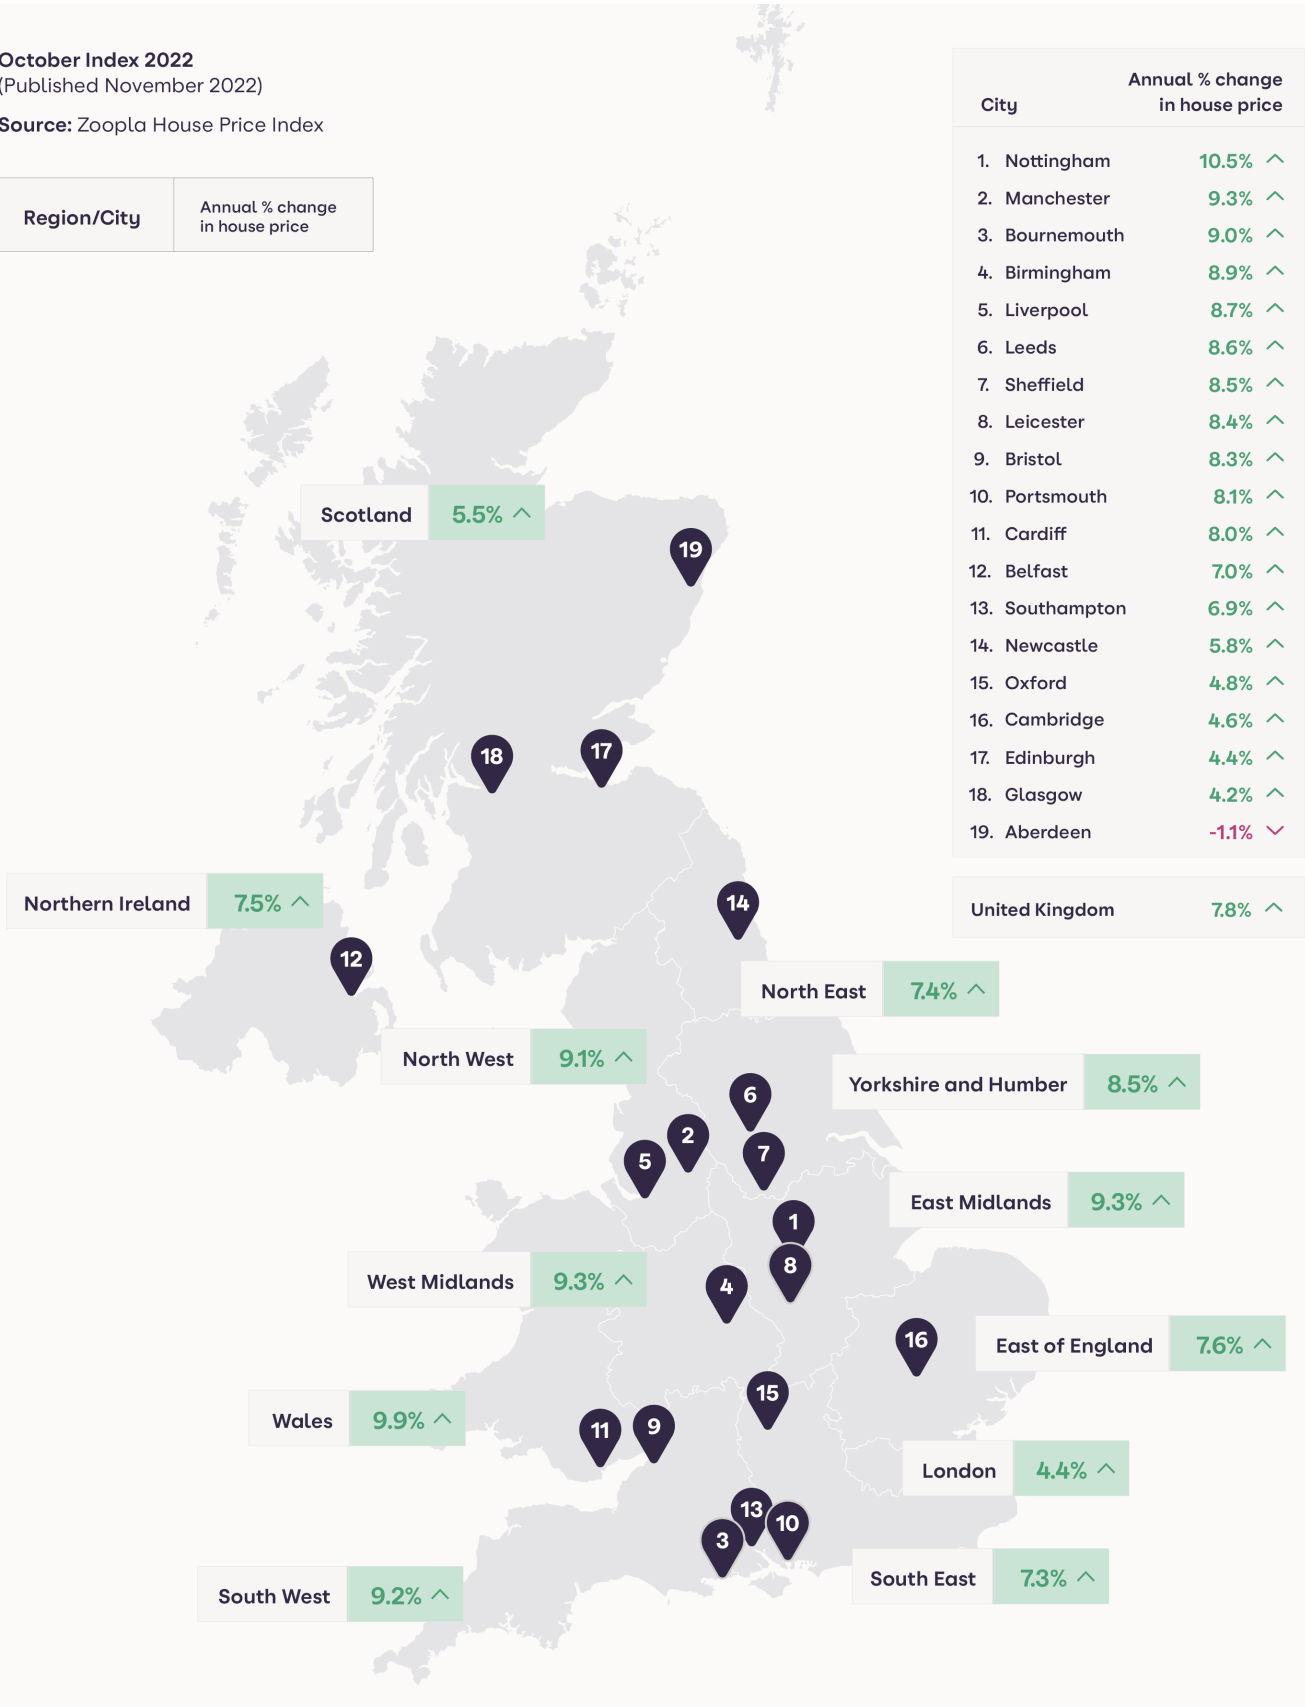 October Index 2022
(Published November 2022)
Source: Zoopla House Price Index
Region/City
Annual % change
in house price
City
Annual % change
in house price
1. Nottingham 10.5%
2. Manchester 9.3%
3. Bournemouth 9.0%
4. Birmingham 8.9%
5. Liverpool 8.7%
6. Leeds 8.6%
7. Sheffield 8.5%
8. Leicester 8.4%
9. Bristol 8.3%
10. Portsmouth 8.1%
11. Cardiff 8.0%
12. Belfast 7.0%
13. Southampton 6.9%
14. Newcastle 5.8%
15. Oxford 4.8%
16. Cambridge 4.6%
17. Edinburgh 4.4%
18. Glasgow 4.2%
19. Aberdeen -1.1%
United Kingdom 7.8%
Scotland 5.5%
19
18
17
Northern Ireland 7.5%
14
12
North East 7.4%
North West 9.1%
Yorkshire and Humber 8.5%
6
2
7
5
East Midlands 9.3%
1
8
West Midlands 9.3%
4
16
East of England 7.6%
15
Wales 9.9%
11
9
London 4.4%
13
10
3
South East 7.3%
South West 9.2%